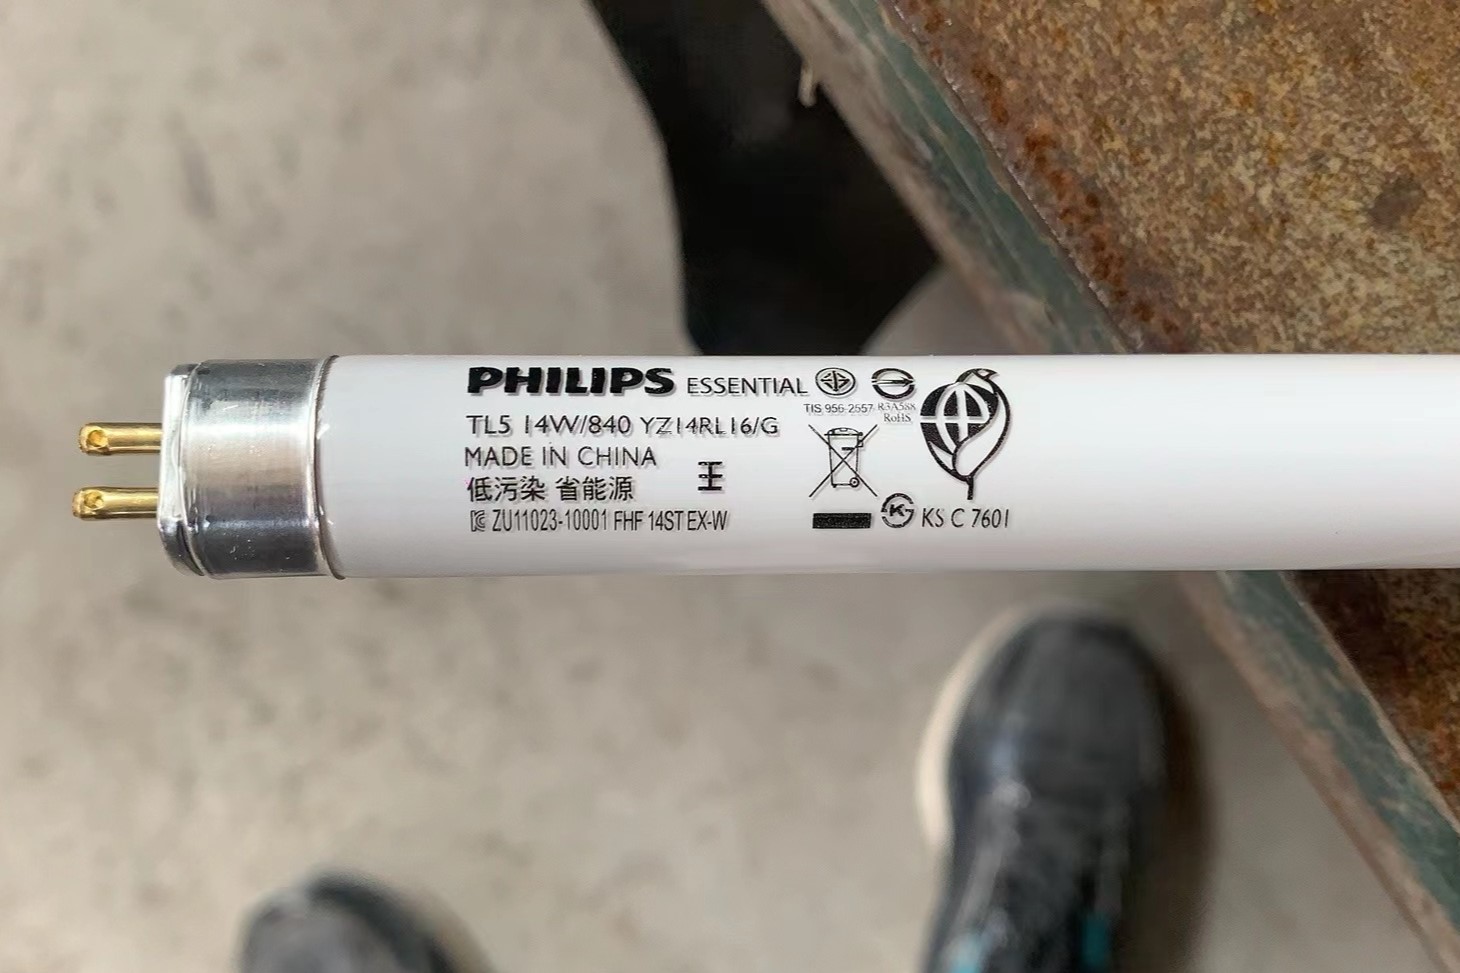 PHILIPS ESSENTIAL
TIS 956-2557 R3A588
RoHS
TL5 14W/840 YZ14RL16/G
MADE IN CHINA
低污染 省能源
ZU11023-10001 FHF 14ST EX-W
KS C 7601